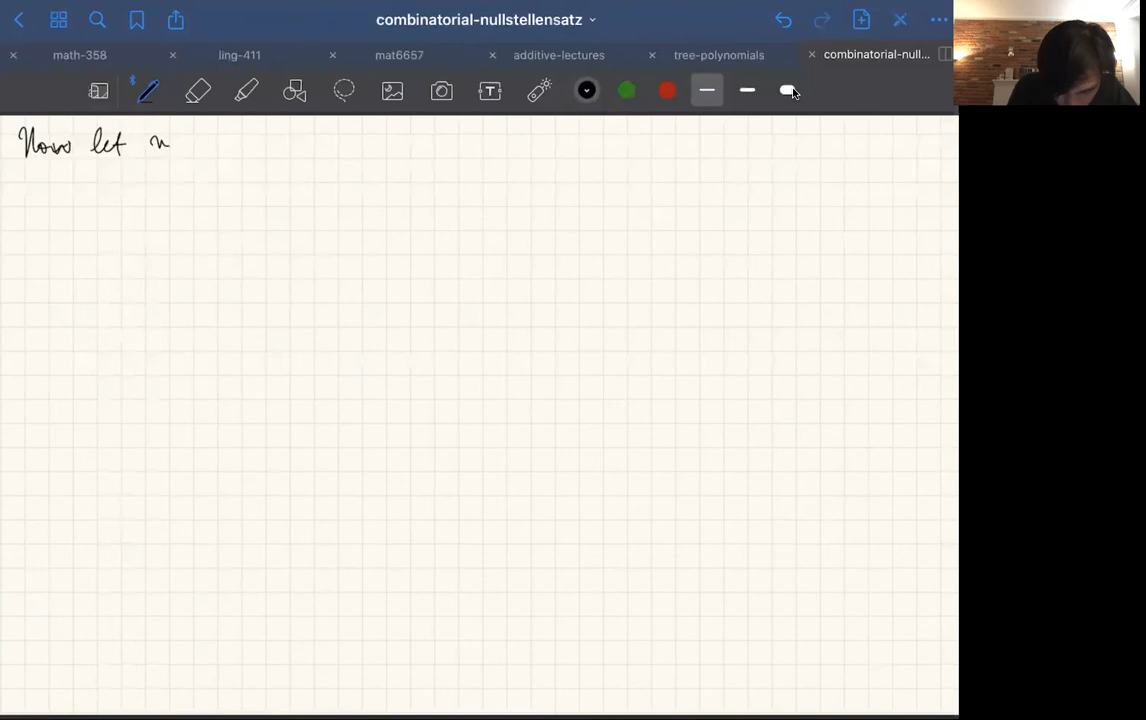 combinatorial-nullstellensatz
math-358
ling-411
mat6657
additive-lectures
tree-polynomials
combinatorial-null...
T
Now let n